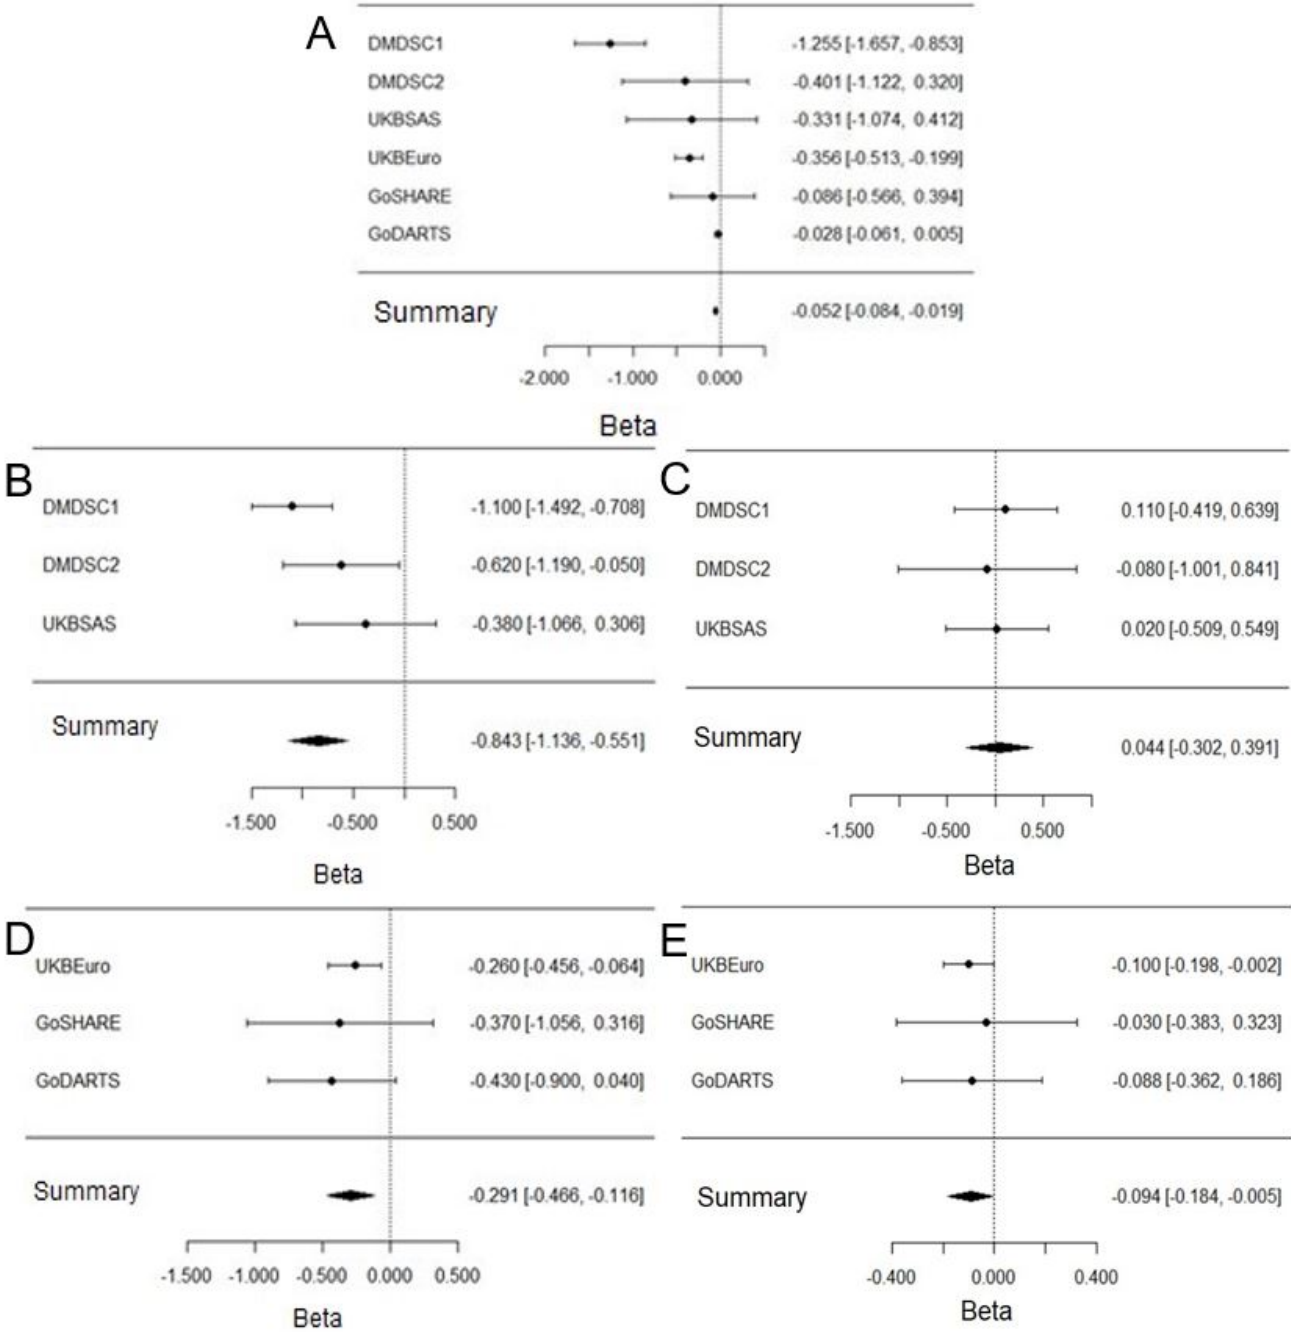 A
DMDSC1 -1.255 [-1.657, -0.853]
DMDSC2 -0.401 [-1.122, 0.320]
UKBSAS -0.331 [-1.074, 0.412]
UKBEuro -0.356 [-0.513, -0.199]
GoSHARE -0.086 [-0.566, 0.394]
GoDARTS -0.028 [-0.061, 0.005]
Summary -0.052 [-0.084, -0.019]
-2.000 -1.000 0.000
Beta
B
DMDSC1 -1.100 [-1.492, -0.708]
DMDSC2 -0.620 [-1.190, -0.050]
UKBSAS -0.380 [-1.066, 0.306]
Summary -0.843 [-1.136, -0.551]
-1.500 -0.500 0.500
Beta
C
DMDSC1 0.110 [-0.419, 0.639]
DMDSC2 -0.080 [-1.001, 0.841]
UKBSAS 0.020 [-0.509, 0.549]
Summary 0.044 [-0.302, 0.391]
-1.500 -0.500 0.500
Beta
D
UKBEuro -0.260 [-0.456, -0.064]
GoSHARE -0.370 [-1.056, 0.316]
GoDARTS -0.430 [-0.900, 0.040]
Summary -0.291 [-0.466, -0.116]
-1.500 -1.000 -0.500 0.000 0.500
Beta
E
UKBEuro -0.100 [-0.198, -0.002]
GoSHARE -0.030 [-0.383, 0.323]
GoDARTS -0.088 [-0.362, 0.186]
Summary -0.094 [-0.184, -0.005]
-0.400 0.000 0.400
Beta